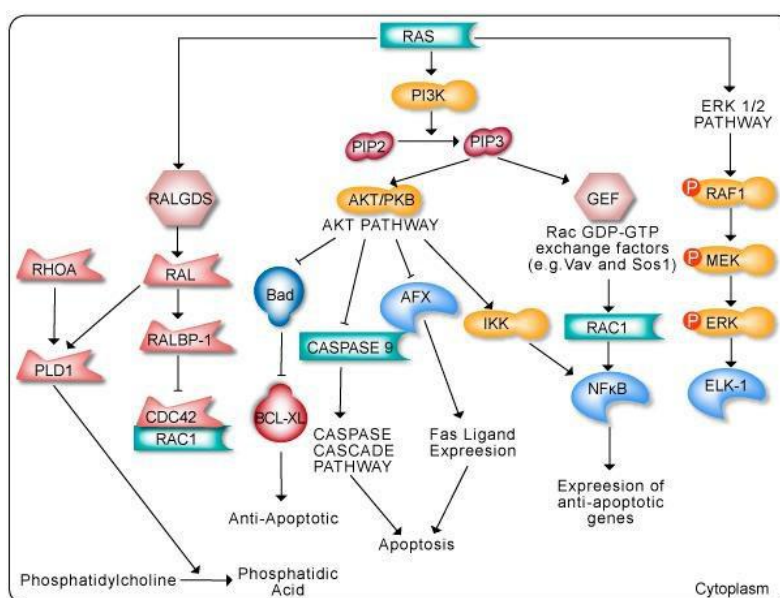 RAS
PI3K
ERK 1/2
PATHWAY
PIP2
PIP3
RALGDS
AKT/PKB
AKT PATHWAY
GEF
P
RAF1
Rac GDP-GTP
exchange factors
(e.g.Vav and Sos1)
RHOA
RAL
P
MEK
Bad
AFX
IKK
RAC1
P
ERK
RALBP-1
CASPASE 9
PLD1
NFκB
ELK-1
CDC42
RAC1
BCL-XL
CASPASE
CASCADE
PATHWAY
Fas Ligand
Expreesion
Anti-Apoptotic
Apoptosis
Expreesion of
anti-apoptotic
genes
Phosphatidylcholine
Phosphatidic
Acid
Cytoplasm